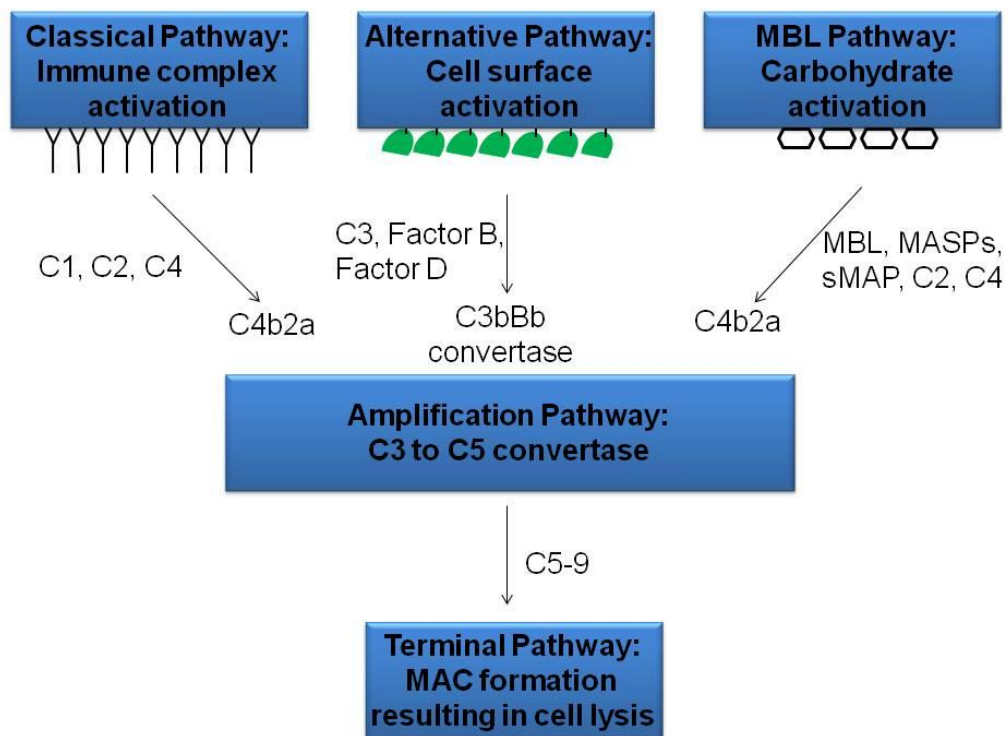 Classical Pathway:
Immune complex
activation
Alternative Pathway:
Cell surface
activation
MBL Pathway:
Carbohydrate
activation
C1, C2, C4
C3, Factor B,
Factor D
MBL, MASPs,
sMAP, C2, C4
C4b2a
C3bBb
convertase
C4b2a
Amplification Pathway:
C3 to C5 convertase
C5-9
Terminal Pathway:
MAC formation
resulting in cell lysis